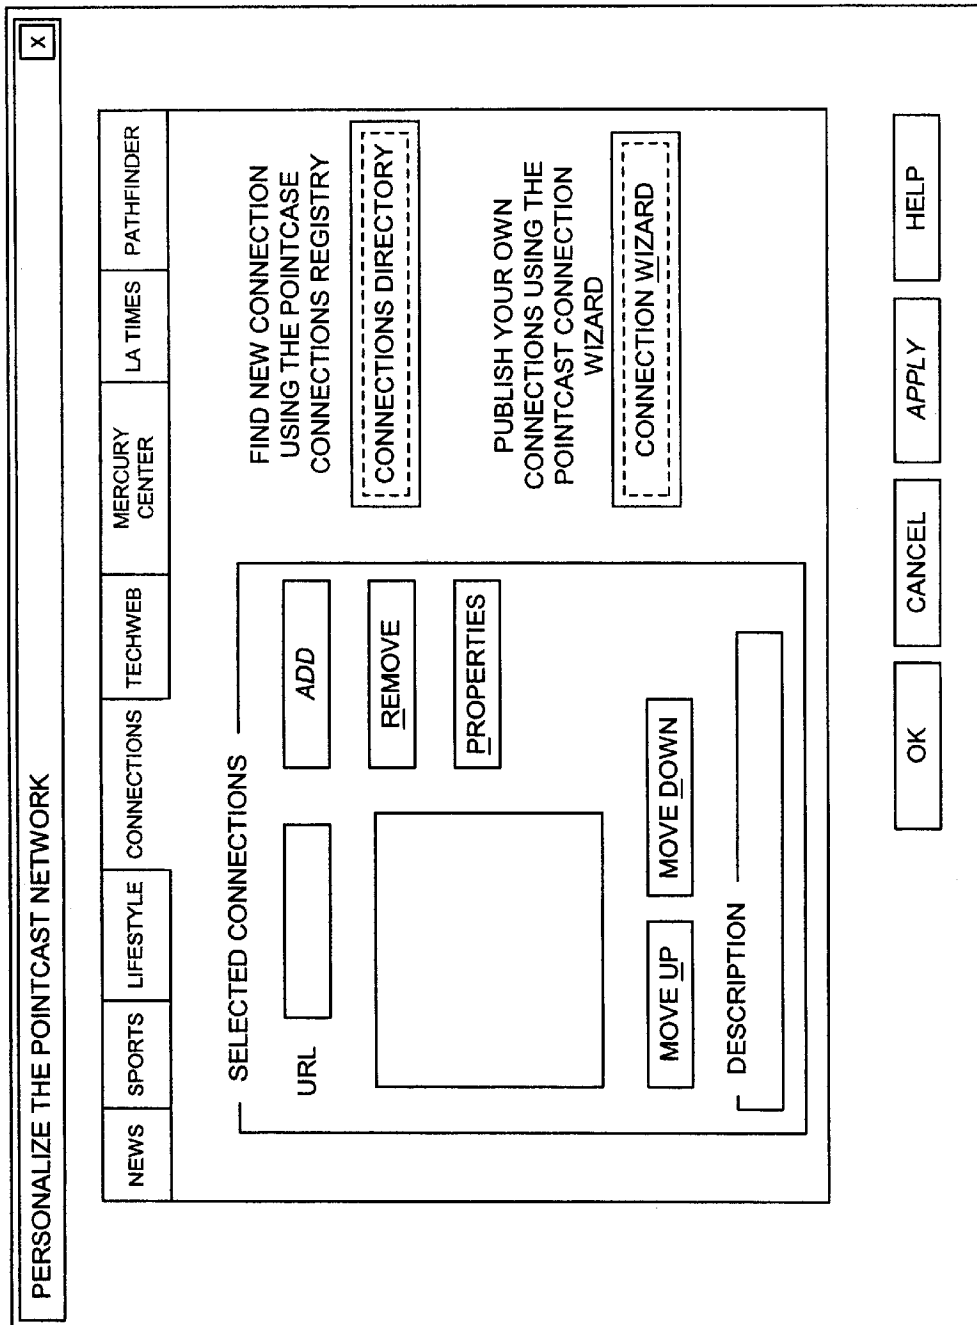 PERSONALIZE THE POINTCAST NETWORK
X
NEWS
SPORTS
LIFESTYLE
CONNECTIONS
TECHWEB
MERCURY
CENTER
LA TIMES
PATHFINDER
SELECTED CONNECTIONS
URL
ADD
REMOVE
PROPERTIES
MOVE UP
MOVE DOWN
DESCRIPTION
FIND NEW CONNECTION
USING THE POINTCASE
CONNECTIONS REGISTRY
CONNECTIONS DIRECTORY
PUBLISH YOUR OWN
CONNECTIONS USING THE
POINTCAST CONNECTION
WIZARD
CONNECTION WIZARD
OK
CANCEL
APPLY
HELP